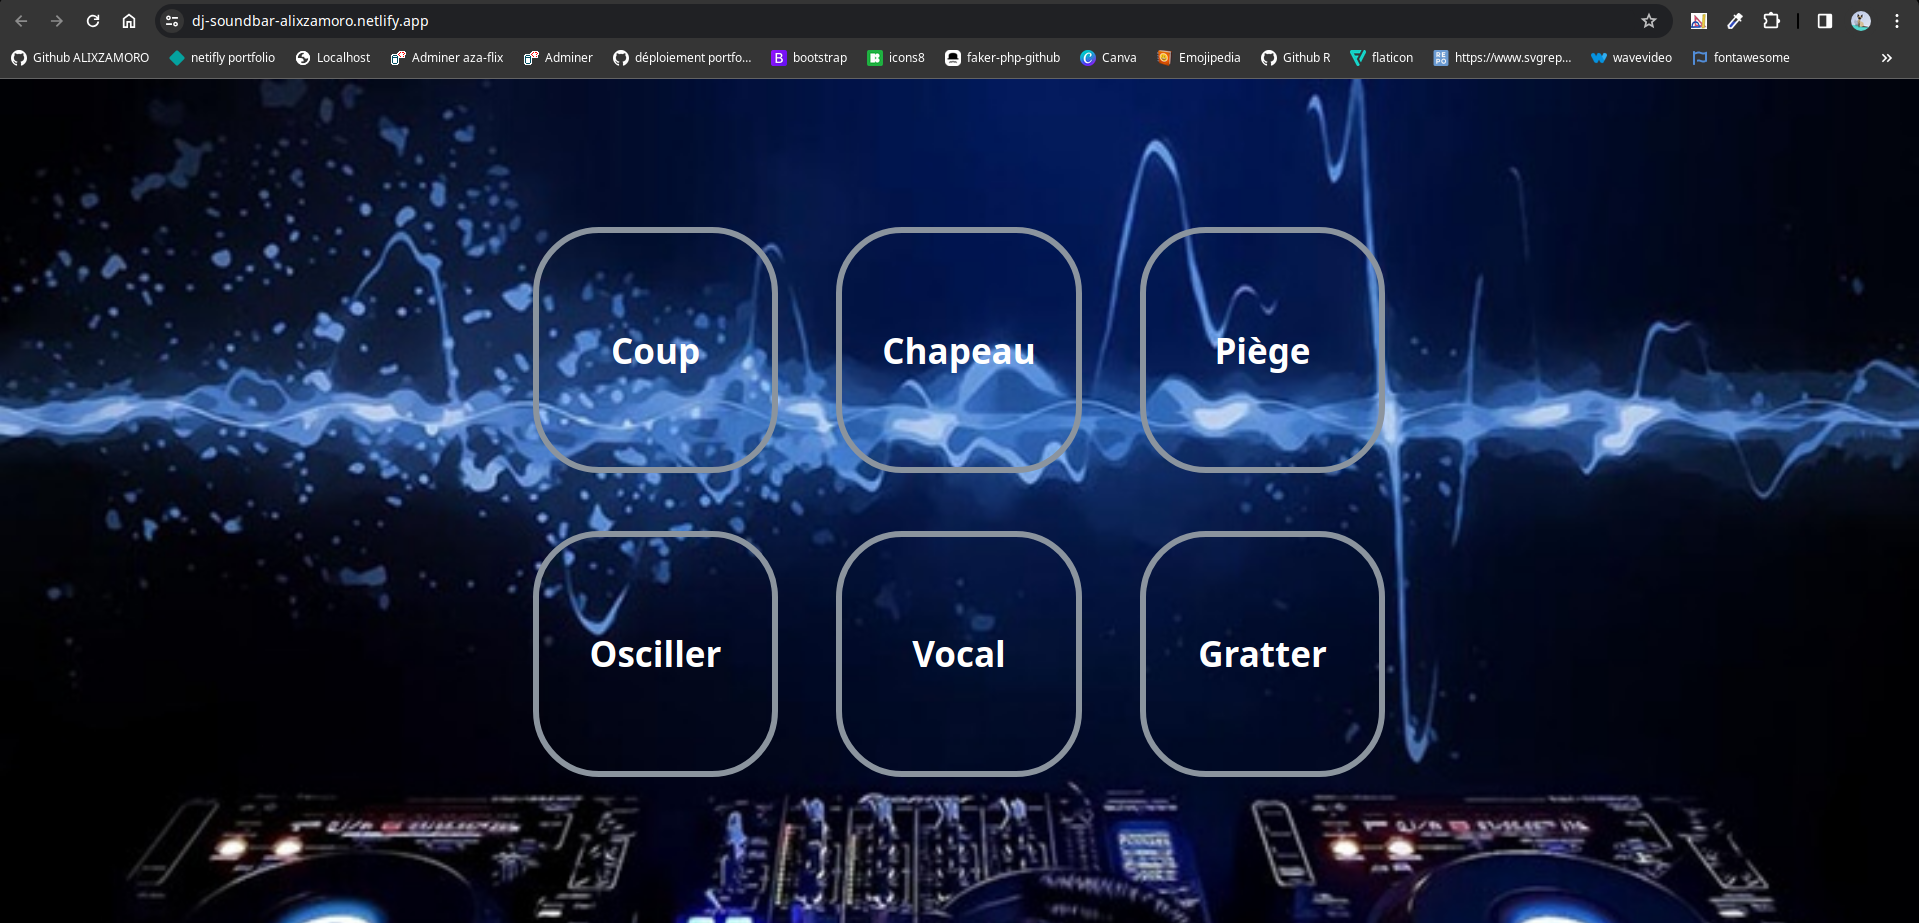 dj-soundbar-alixzamoro.netlify.app
Github ALIXZAMORO netifly portfolio Localhost Adminer aza-flix Adminer déploiement portfo... bootstrap icons8 faker-php-github Canva Emojipedia Github R flaticon https://www.svgrep... wavevideo fontawesome
Coup Chapeau Piège
Osciller Vocal Gratter